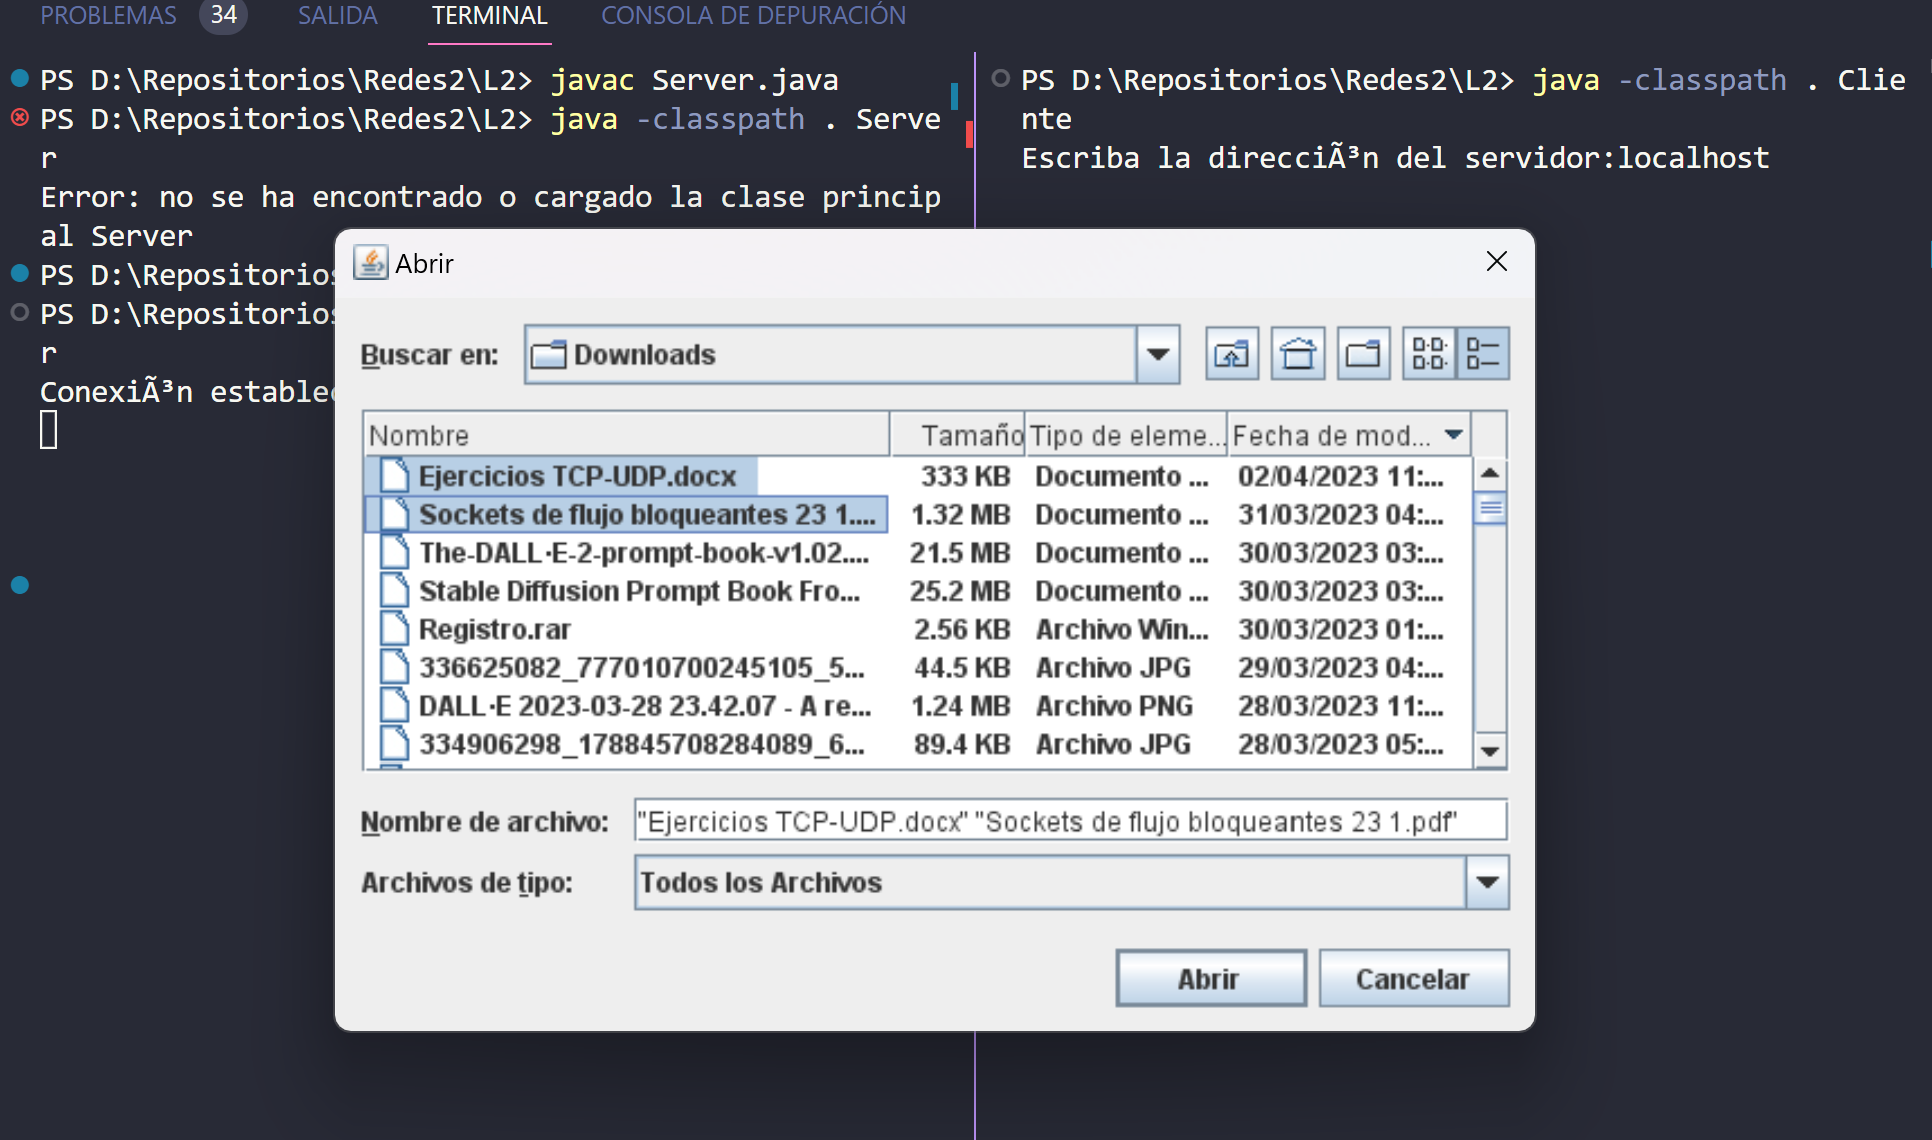 PROBLEMAS 34 SALIDA TERMINAL CONSOLA DE DEPURACIÓN
PS D:\Repositorios\Redes2\L2> javac Server.java
PS D:\Repositorios\Redes2\L2> java -classpath . Serve
r
Error: no se ha encontrado o cargado la clase princip
al Server
PS D:\Repositorios
PS D:\Repositorios
r
ConexiÃ³n establec
PS D:\Repositorios\Redes2\L2> java -classpath . Clie
nte
Escriba la direcciÃ³n del servidor:localhost
Abrir
Buscar en: Downloads
Nombre Tamaño Tipo de eleme... Fecha de mod...
Ejercicios TCP-UDP.docx 333 KB Documento ... 02/04/2023 11:...
Sockets de flujo bloqueantes 23 1.... 1.32 MB Documento ... 31/03/2023 04:...
The-DALL·E-2-prompt-book-v1.02.... 21.5 MB Documento ... 30/03/2023 03:...
Stable Diffusion Prompt Book Fro... 25.2 MB Documento ... 30/03/2023 03:...
Registro.rar 2.56 KB Archivo Win... 30/03/2023 01:...
336625082_777010700245105_5... 44.5 KB Archivo JPG 29/03/2023 04:...
DALL·E 2023-03-28 23.42.07 - A re... 1.24 MB Archivo PNG 28/03/2023 11:...
334906298_178845708284089_6... 89.4 KB Archivo JPG 28/03/2023 05:...
Nombre de archivo: "Ejercicios TCP-UDP.docx" "Sockets de flujo bloqueantes 23 1.pdf"
Archivos de tipo: Todos los Archivos
Abrir Cancelar